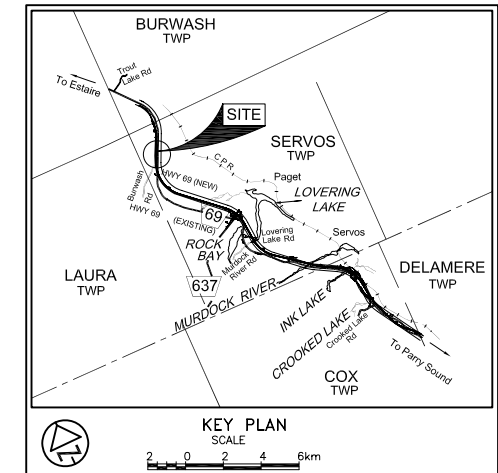 BURWASH
TWP
To Estaire
Trout
Lake Rd
SITE
SERVOS
TWP
CPR
Paget
HWY 69 (NEW)
Burwash
Rd
HWY 69
(EXISTING)
69
LOVERING
LAKE
ROCK
BAY
Lovering
Lake Rd
Servos
Murdock
River Rd
LAURA
TWP
637
MURDOCK RIVER
DELAMERE
TWP
INK LAKE
CROOKED LAKE
Crooked Lake
Rd
To Parry Sound
COX
TWP
KEY PLAN
SCALE
2 0 2 4 6km